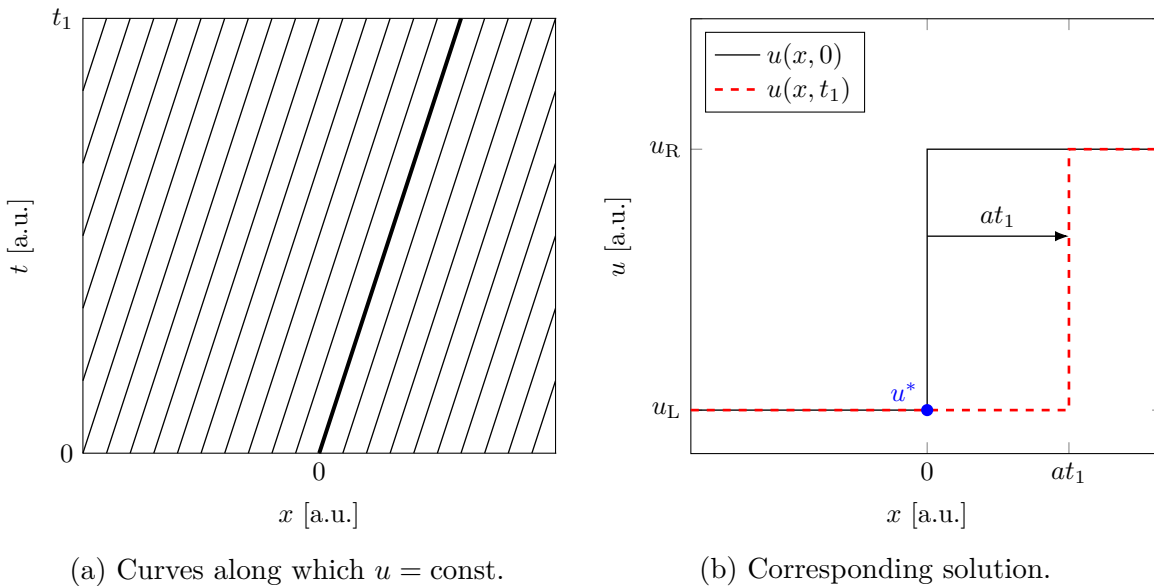 t₁
t [a.u.]
0
0
x [a.u.]
(a) Curves along which u = const.
u(x, 0)
u(x, t₁)
u_R
at₁
u [a.u.]
u*
u_L
0
at₁
x [a.u.]
(b) Corresponding solution.